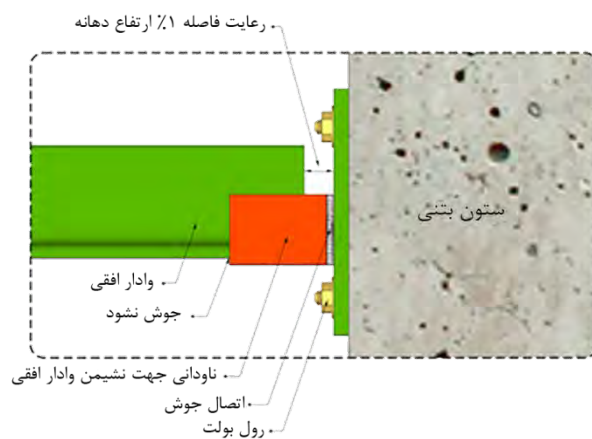 رعایت فاصله ۱٪ ارتفاع دهانه
ستون بتنی
وادار افقی
جوش نشود
ناودانی جهت نشیمن وادار افقی
اتصال جوش
رول بولت